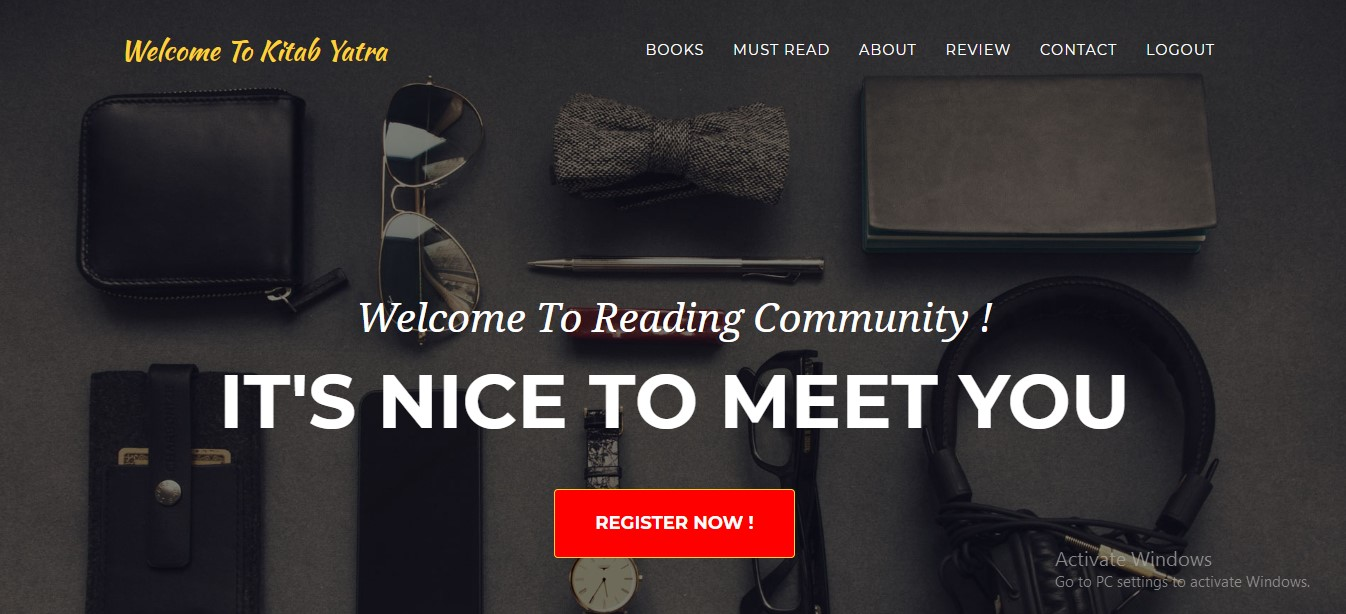 Welcome To Kitab Yatra
BOOKS MUST READ ABOUT REVIEW CONTACT LOGOUT
Welcome To Reading Community !
IT'S NICE TO MEET YOU
REGISTER NOW !
Activate Windows
Go to PC settings to activate Windows.